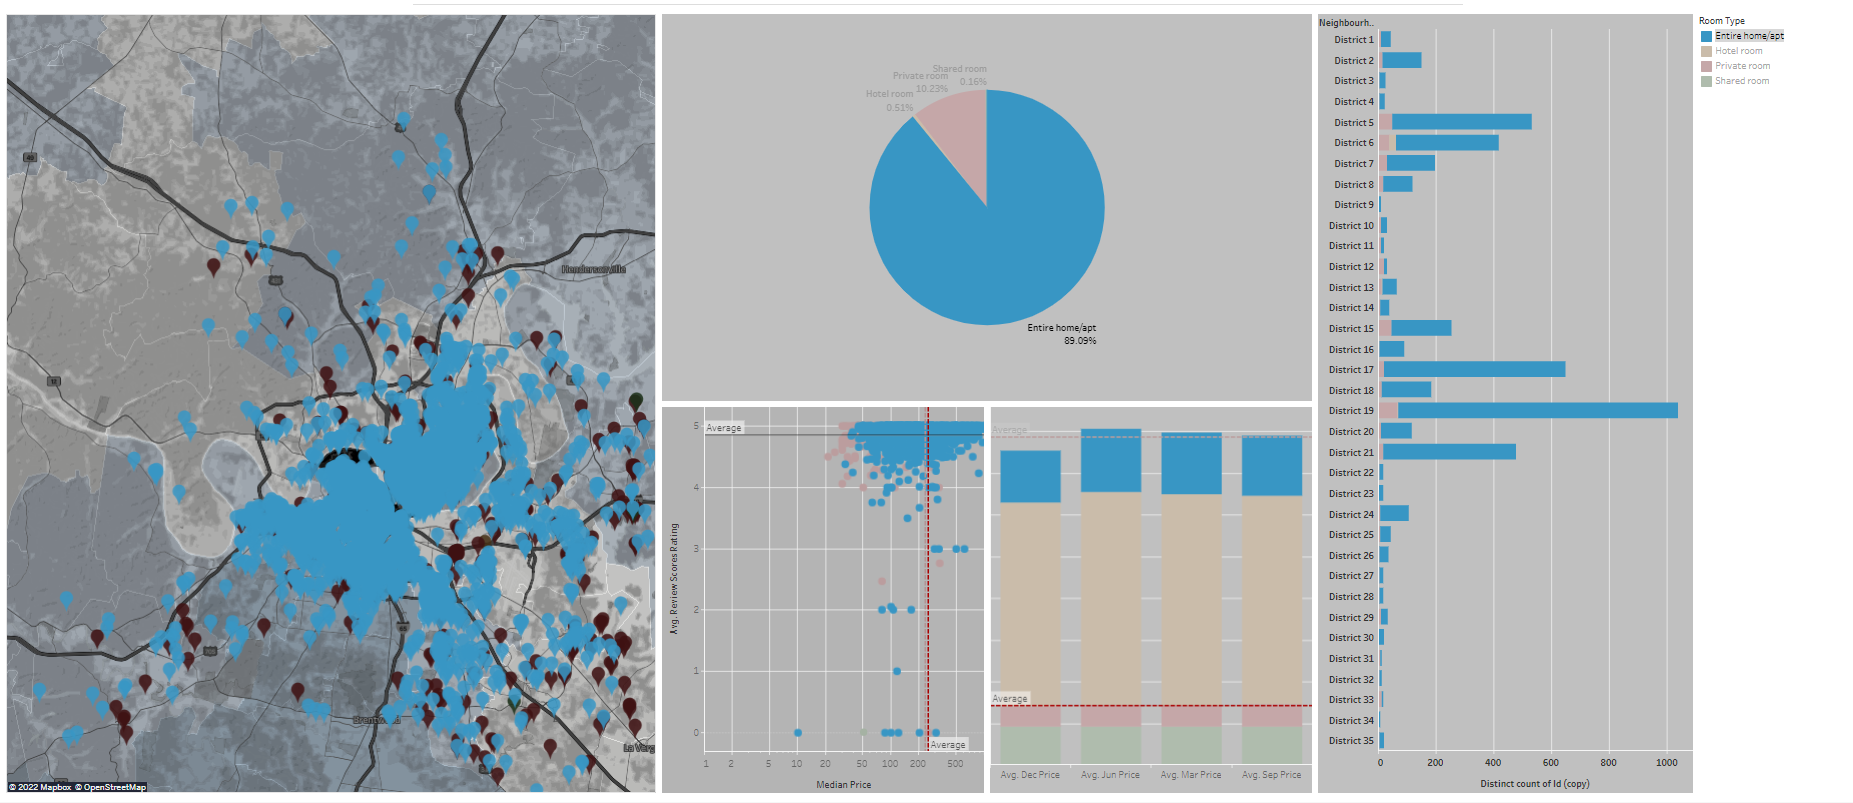 49
Hendersonville
12
Brentwood
La Verg
© 2022 Mapbox © OpenStreetMap
Shared room
0.16%
Private room
10.23%
Hotel room
0.51%
Entire home/apt
89.09%
Average
5
4
3
2
1
0
Avg. Review Scores Rating
Average
1
2
5
10
20
50
100
200
500
Median Price
Average
Average
Avg. Dec Price
Avg. Jun Price
Avg. Mar Price
Avg. Sep Price
Neighbourh..
District 1
District 2
District 3
District 4
District 5
District 6
District 7
District 8
District 9
District 10
District 11
District 12
District 13
District 14
District 15
District 16
District 17
District 18
District 19
District 20
District 21
District 22
District 23
District 24
District 25
District 26
District 27
District 28
District 29
District 30
District 31
District 32
District 33
District 34
District 35
0
200
400
600
800
1000
Distinct count of Id (copy)
Room Type
Entire home/apt
Hotel room
Private room
Shared room